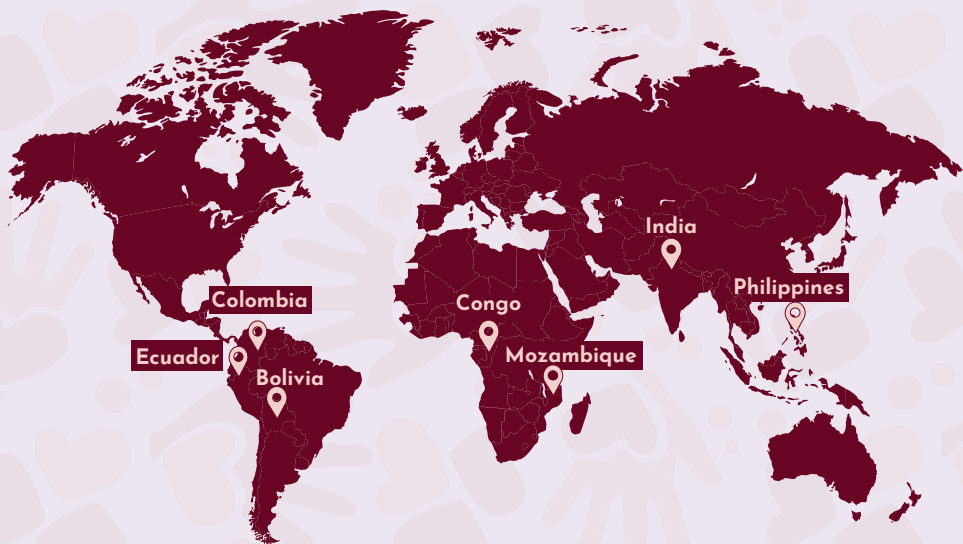 India
Philippines
Colombia
Congo
Ecuador
Mozambique
Bolivia